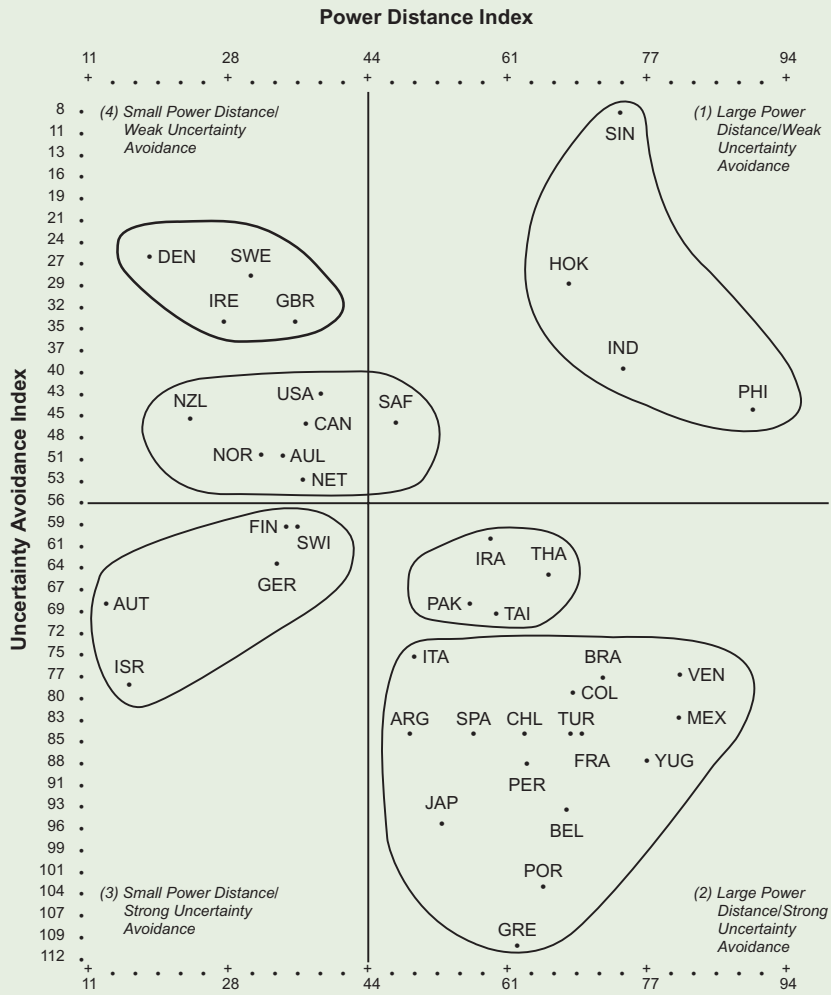 Power Distance Index
11 28 44 61 77 94
Uncertainty Avoidance Index
8
11
13
16
19
21
24
27
29
32
35
37
40
43
45
48
51
53
56
59
61
64
67
69
72
75
77
80
83
85
88
91
93
96
99
101
104
107
109
112
(4) Small Power Distance/
Weak Uncertainty
Avoidance
(1) Large Power
Distance/Weak
Uncertainty
Avoidance
SIN
DEN SWE
HOK
IRE GBR
IND
PHI
NZL USA SAF
CAN
NOR AUL
NET
FIN
SWI
GER
IRA THA
AUT
PAK TAI
ISR
ITA BRA VEN
COL
ARG SPA CHL TUR MEX
FRA YUG
PER
JAP
BEL
POR
GRE
(3) Small Power Distance/
Strong Uncertainty
Avoidance
(2) Large Power
Distance/Strong
Uncertainty
Avoidance
11 28 44 61 77 94